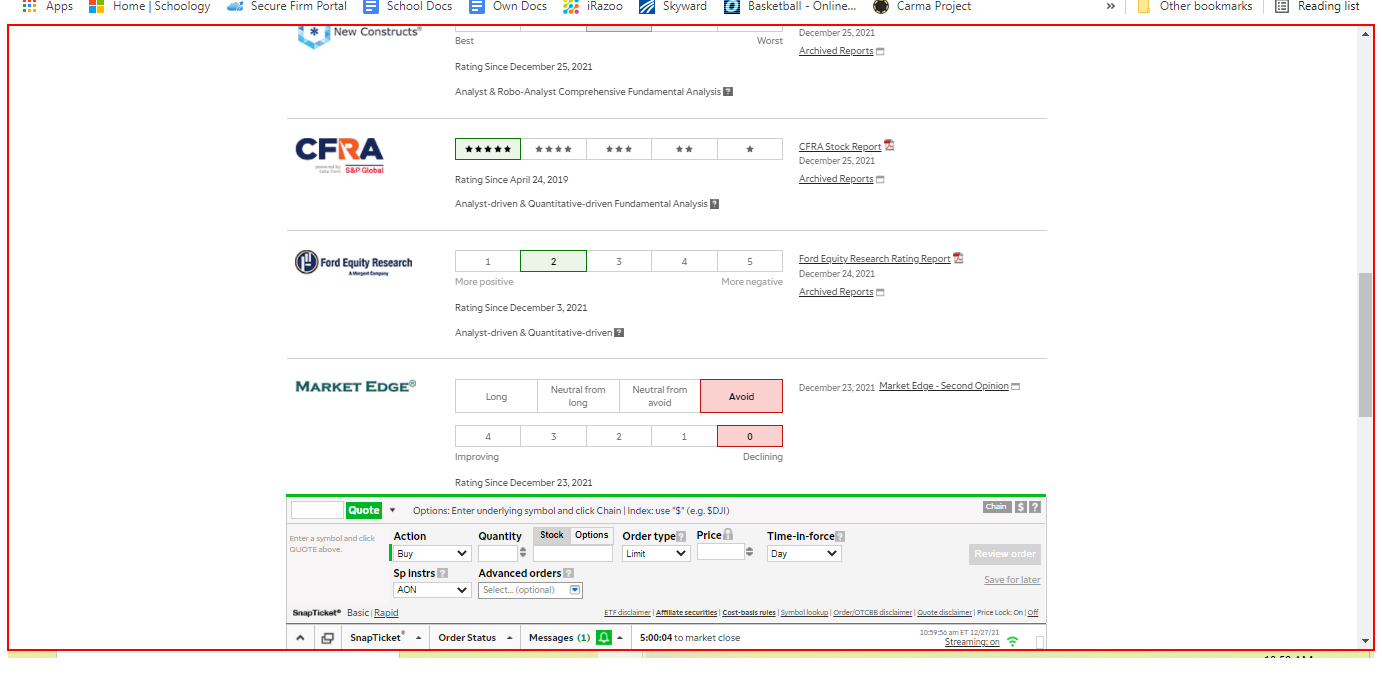 Apps Home | Schoology Secure Firm Portal School Docs Own Docs iRazoo Skyward Basketball - Online... Carma Project » Other bookmarks Reading list
New Constructs®
Best Worst
December 25, 2021
Archived Reports
Rating Since December 25, 2021
Analyst & Robo-Analyst Comprehensive Fundamental Analysis ?
CFRA
powered by data from S&P Global
★★★★★ ★★★★ ★★★ ★★ ★
CFRA Stock Report
December 25, 2021
Archived Reports
Rating Since April 24, 2019
Analyst-driven & Quantitative-driven Fundamental Analysis ?
Ford Equity Research
A Mergent Company
1 2 3 4 5
More positive More negative
Ford Equity Research Rating Report
December 24, 2021
Archived Reports
Rating Since December 3, 2021
Analyst-driven & Quantitative-driven ?
MARKET EDGE®
Long Neutral from long Neutral from avoid Avoid
December 23, 2021 Market Edge - Second Opinion
4 3 2 1 0
Improving Declining
Rating Since December 23, 2021
Quote Options: Enter underlying symbol and click Chain | Index: use "$" (e.g. $DJI) Chain $ ?
Enter a symbol and click QUOTE above.
Action Quantity Stock Options Order type ? Price Time-in-force ?
Buy Limit Day
Review order
Sp Instrs ? Advanced orders ?
AON Select... (optional)
Save for later
SnapTicket® Basic | Rapid ETF disclaimer | Affiliate securities | Cost-basis rules | Symbol lookup | Order/OTCBB disclaimer | Quote disclaimer | Price Lock: On | Off
SnapTicket® Order Status Messages (1) 5:00:04 to market close
10:59:56 am ET 12/27/21
Streaming: on